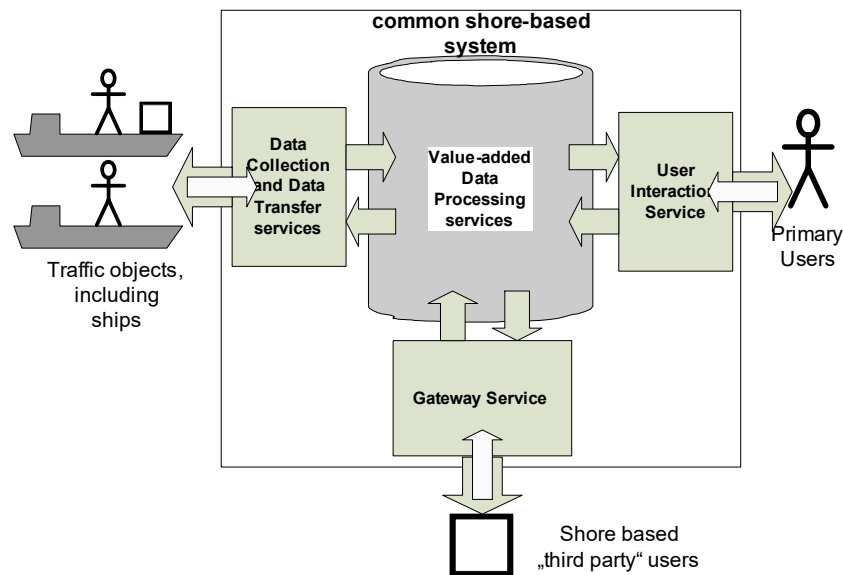 common shore-based
system
Data
Collection
and Data
Transfer
services
Value-added
Data
Processing
services
User
Interaction
Service
Primary
Users
Traffic objects,
including
ships
Gateway Service
Shore based
„third party“ users